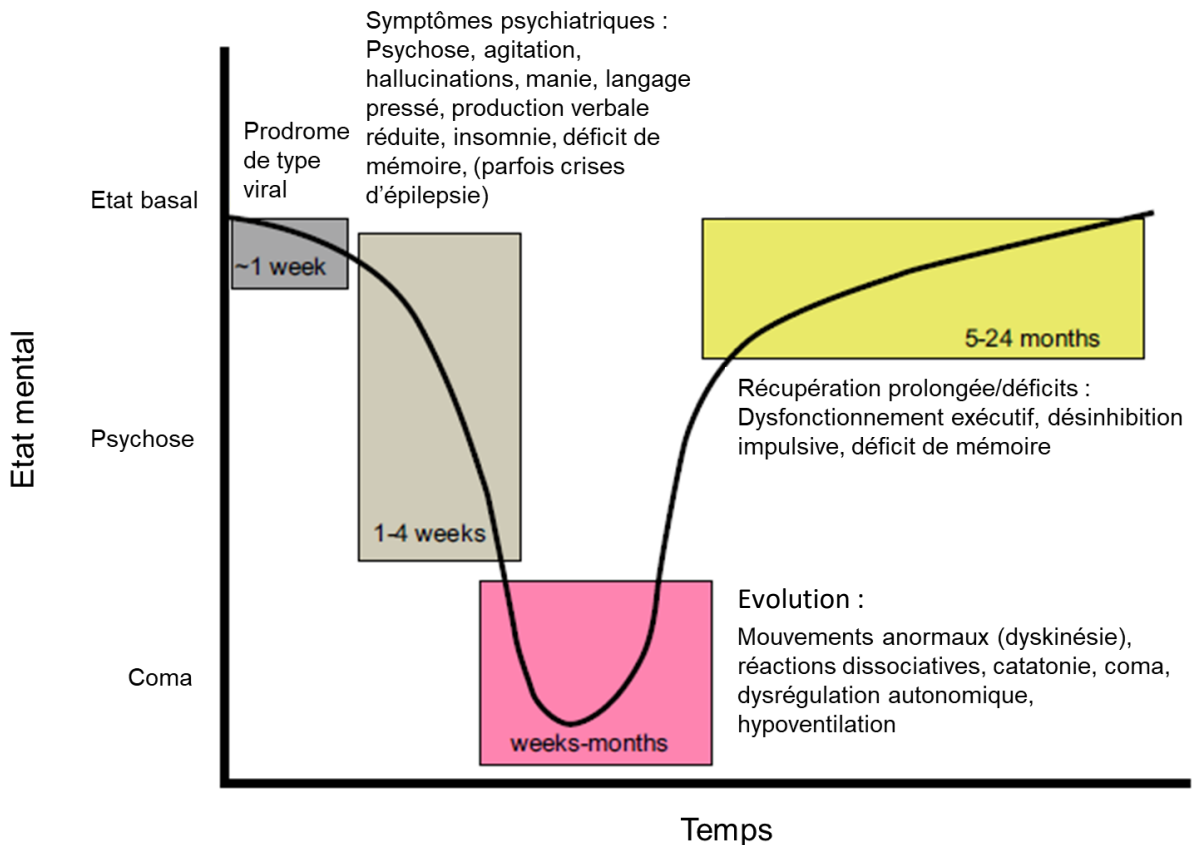 Symptômes psychiatriques :
Psychose, agitation,
hallucinations, manie, langage
pressé, production verbale
réduite, insomnie, déficit de
mémoire, (parfois crises
d’épilepsie)
Prodrome
de type
viral
Etat basal
~1 week
5-24 months
Récupération prolongée/déficits :
Dysfonctionnement exécutif, désinhibition
impulsive, déficit de mémoire
Etat mental
Psychose
1-4 weeks
Evolution :
Mouvements anormaux (dyskinésie),
réactions dissociatives, catatonie, coma,
dysrégulation autonomique,
hypoventilation
Coma
weeks-months
Temps